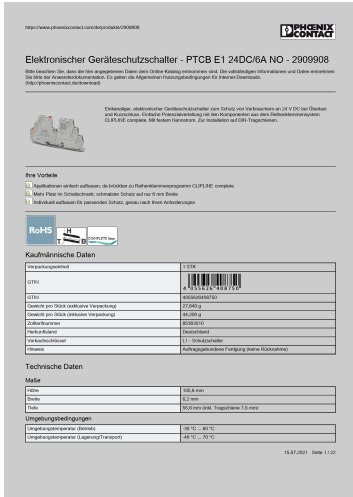 https://www.phoenixcontact.com/de/produkte/2909908
PHOENIX
CONTACT
Elektronischer Geräteschutzschalter - PTCB E1 24DC/6A NO - 2909908
Bitte beachten Sie, dass die hier angegebenen Daten dem Online-Katalog entnommen sind. Die vollständigen Informationen und Daten entnehmen
Sie bitte der Anwenderdokumentation. Es gelten die Allgemeinen Nutzungsbedingungen für Internet-Downloads.
(http://phoenixcontact.de/download)
Einkanaliger, elektronischer Geräteschutzschalter zum Schutz von Verbrauchern an 24 V DC bei Überlast
und Kurzschluss. Einfache Potenzialverteilung mit den Komponenten aus dem Reihenklemmensystem
CLIPLINE complete. Mit festem Nennstrom. Zur Installation auf DIN-Tragschienen.
Ihre Vorteile
Applikationen einfach aufbauen, da brückbar zu Reihenklemmenprogramm CLIPLINE complete
Mehr Platz im Schaltschrank: schmalster Schutz auf nur 6 mm Breite
Individuell aufbauen für passenden Schutz, genau nach Ihren Anforderungen
RoHS
H
T
B
COMPLETE line
Kaufmännische Daten
Verpackungseinheit 1 STK
GTIN
4 055626 408750
GTIN 4055626408750
Gewicht pro Stück (exklusive Verpackung) 27,640 g
Gewicht pro Stück (inklusive Verpackung) 44,200 g
Zolltarifnummer 85363010
Herkunftsland Deutschland
Verkaufsschlüssel L1 - Schutzschalter
Hinweis Auftragsgebundene Fertigung (keine Rücknahme)
Technische Daten
Maße
Höhe 105,8 mm
Breite 6,2 mm
Tiefe 55,6 mm (inkl. Tragschiene 7,5 mm)
Umgebungsbedingungen
Umgebungstemperatur (Betrieb) -30 °C ... 60 °C
Umgebungstemperatur (Lagerung/Transport) -40 °C ... 70 °C
15.07.2021 Seite 1 / 22